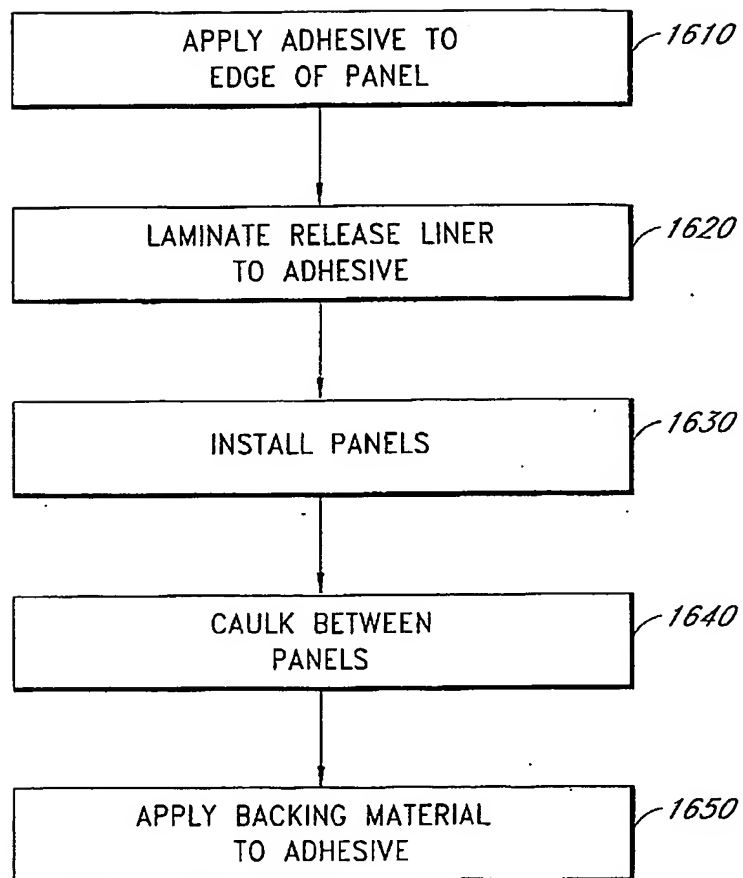 APPLY ADHESIVE TO
EDGE OF PANEL
1610
LAMINATE RELEASE LINER
TO ADHESIVE
1620
INSTALL PANELS
1630
CAULK BETWEEN
PANELS
1640
APPLY BACKING MATERIAL
TO ADHESIVE
1650